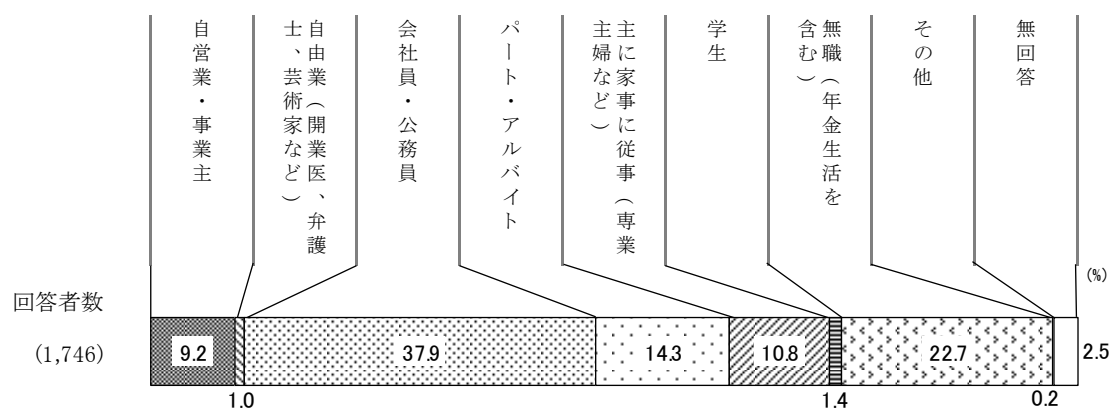 自営業・事業主
自由業（開業医、弁護
士、芸術家など）
会社員・公務員
パート・アルバイト
主に家事に従事（専業
主婦など）
学生
無職（年金生活を
含む）
その他
無回答
(%)
回答者数
(1,746)
9.2
1.0
37.9
14.3
10.8
1.4
22.7
0.2
2.5